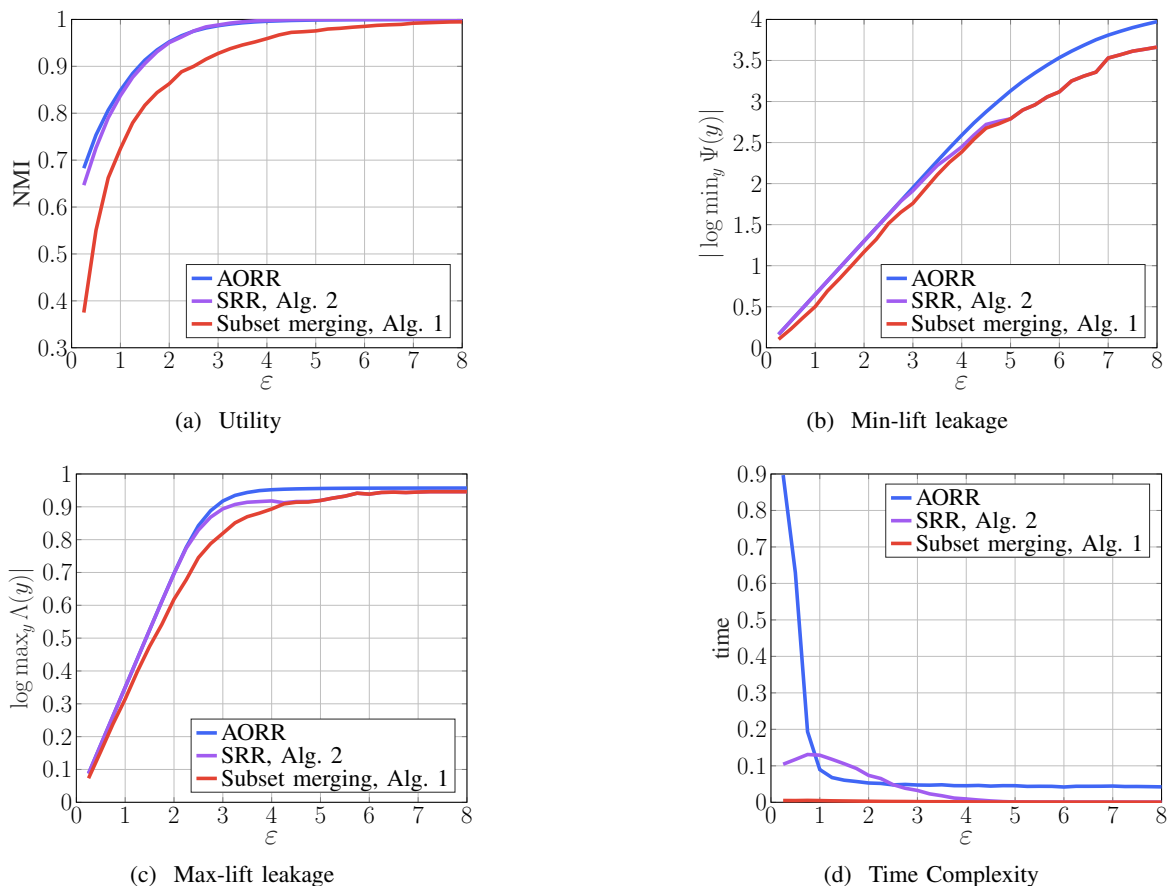 1
0.9
0.8
0.7
0.6
0.5
0.4
0.3
NMI
AORR
SRR, Alg. 2
Subset merging, Alg. 1
0 1 2 3 4 5 6 7 8
ε
(a) Utility
4
3.5
3
2.5
2
1.5
1
0.5
0
| log min_y Ψ(y)|
AORR
SRR, Alg. 2
Subset merging, Alg. 1
0 1 2 3 4 5 6 7 8
ε
(b) Min-lift leakage
1
0.9
0.8
0.7
0.6
0.5
0.4
0.3
0.2
0.1
0
log max_y Λ(y)|
AORR
SRR, Alg. 2
Subset merging, Alg. 1
0 1 2 3 4 5 6 7 8
ε
(c) Max-lift leakage
0.9
0.8
0.7
0.6
0.5
0.4
0.3
0.2
0.1
0
time
AORR
SRR, Alg. 2
Subset merging, Alg. 1
0 1 2 3 4 5 6 7 8
ε
(d) Time Complexity